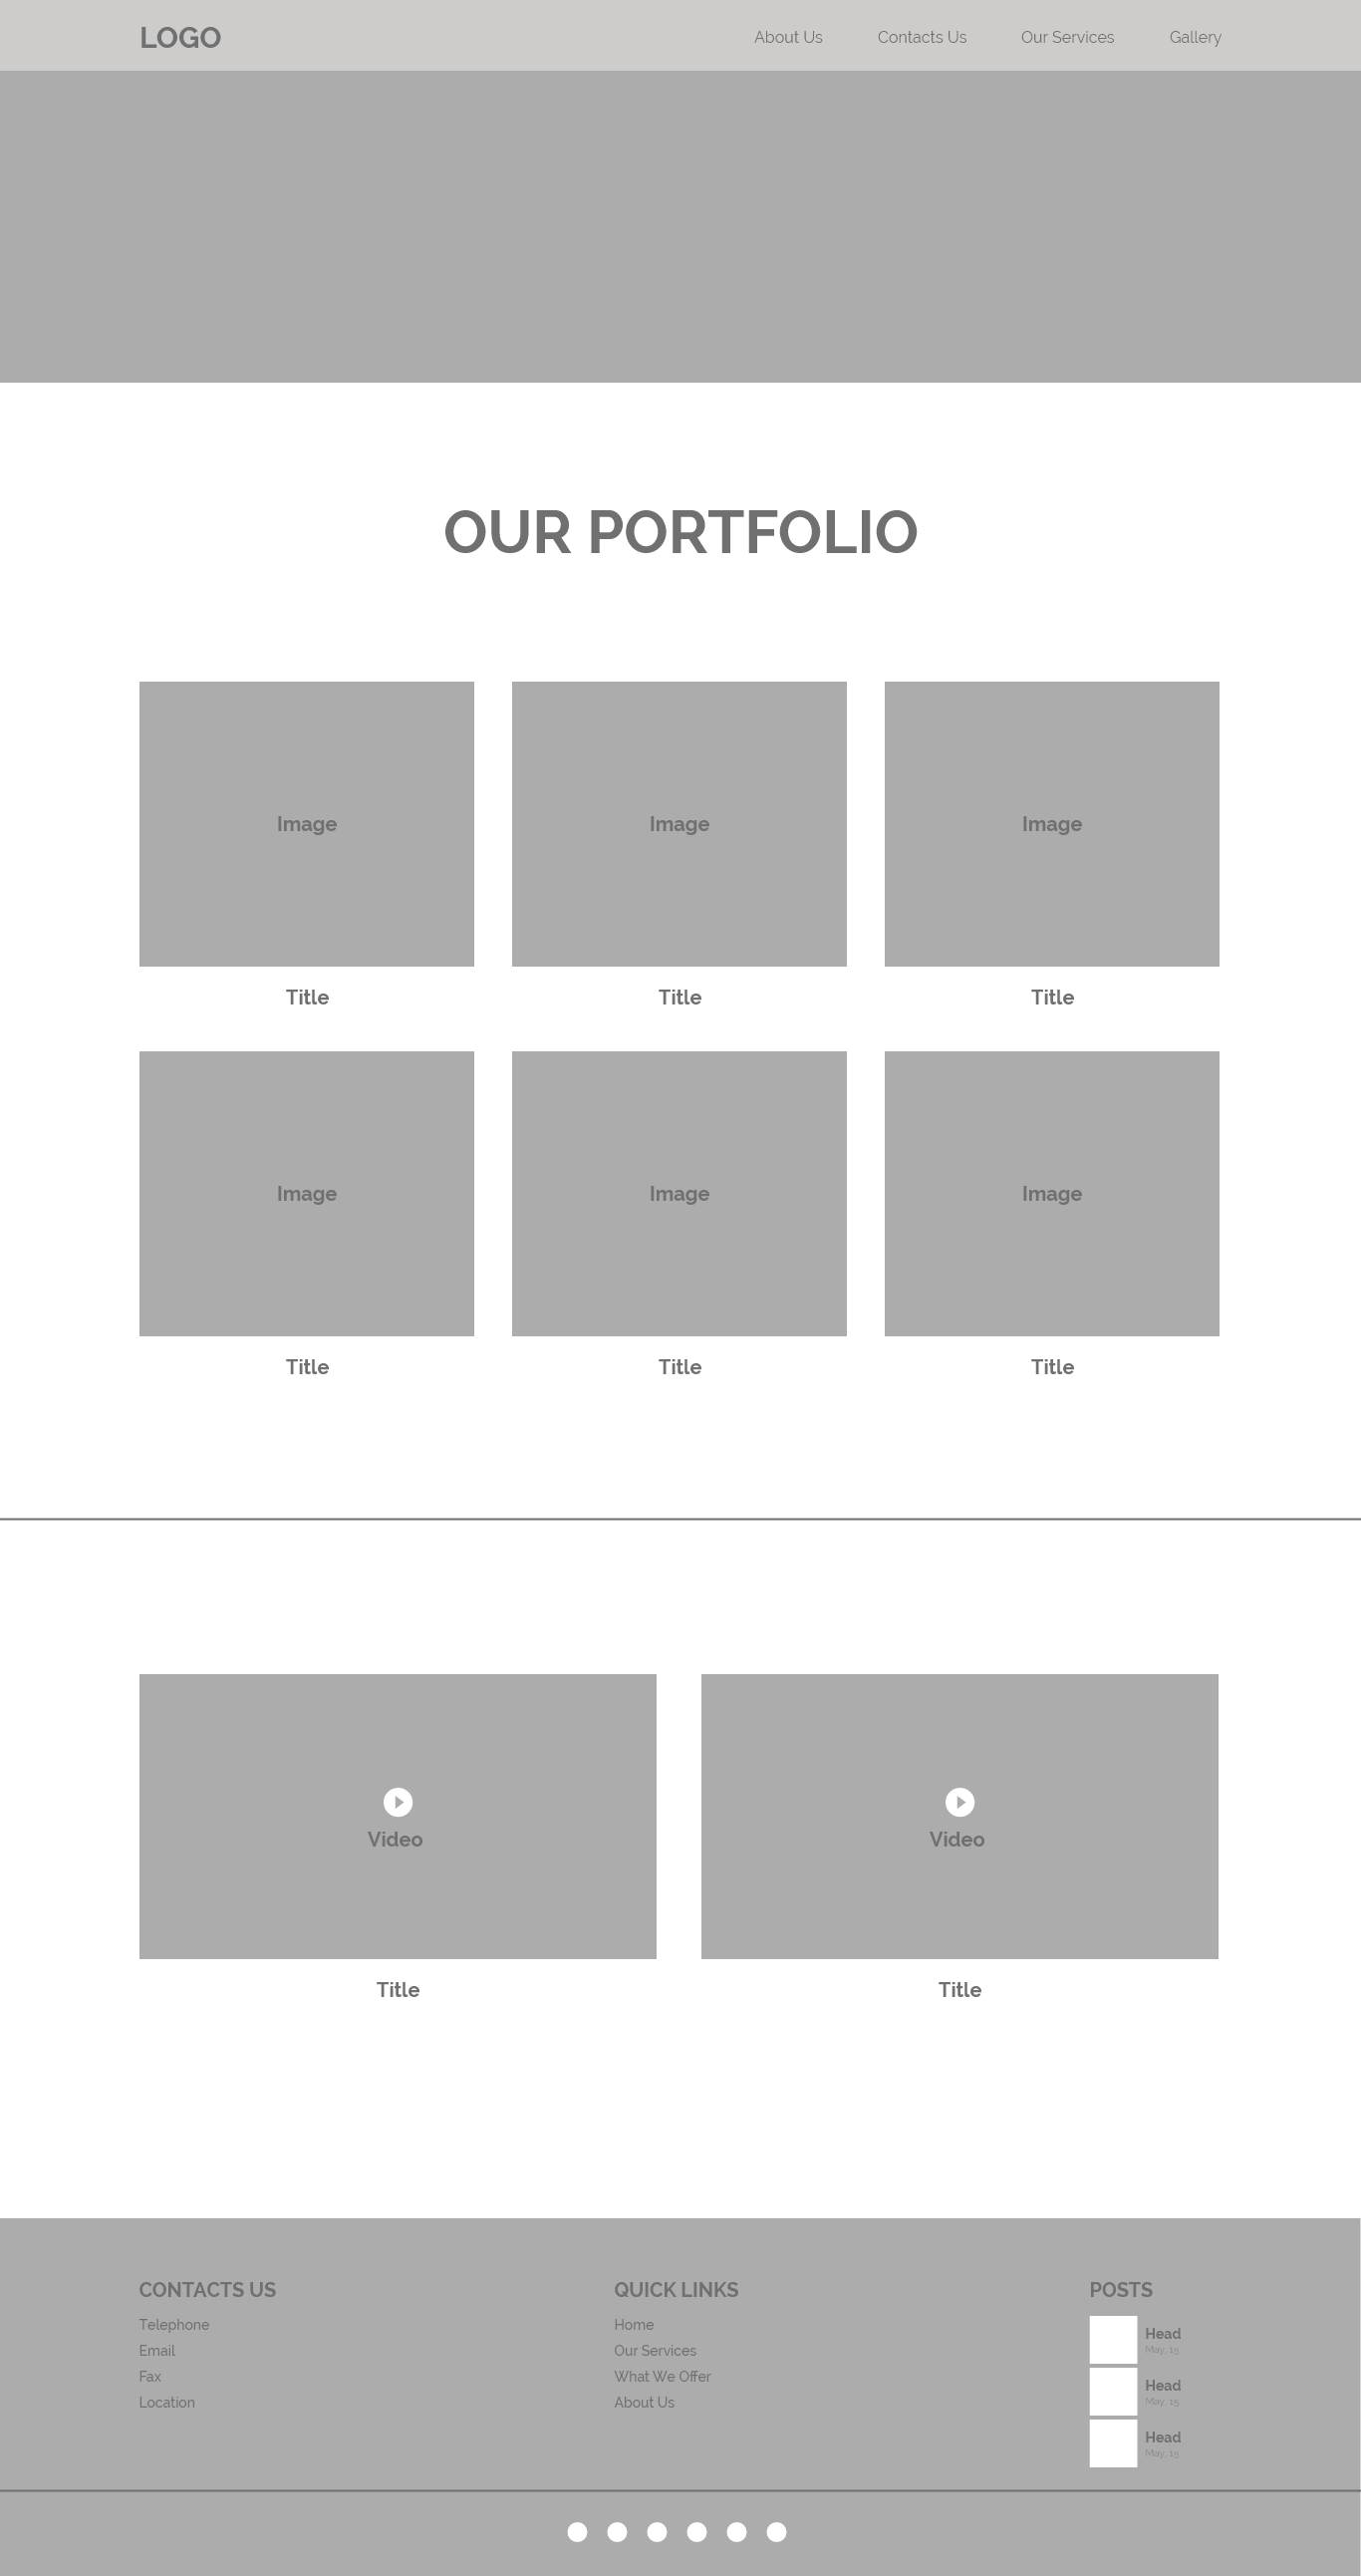 LOGO
About Us Contacts Us Our Services Gallery
OUR PORTFOLIO
Image Image Image
Title Title Title
Image Image Image
Title Title Title
Video Video
Title Title
CONTACTS US
Telephone
Email
Fax
Location
QUICK LINKS
Home
Our Services
What We Offer
About Us
POSTS
Head
May, 15
Head
May, 15
Head
May, 15